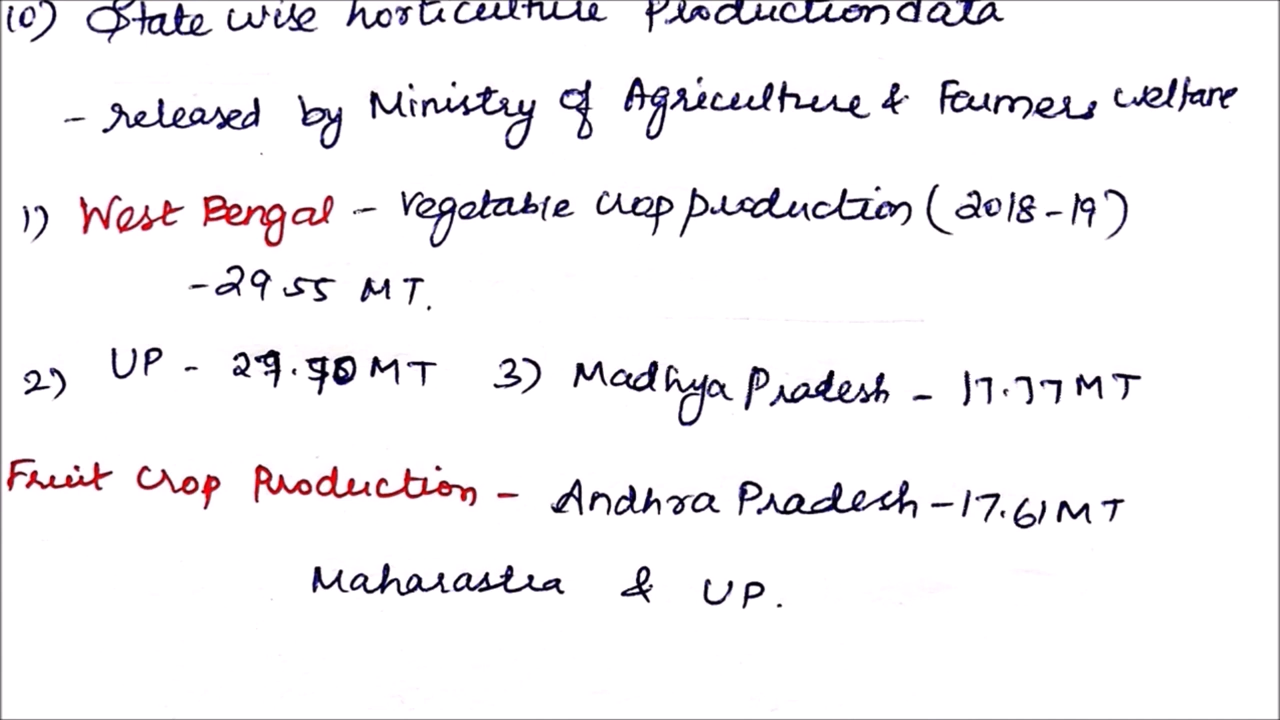 10) State wise horticulture Production data
- released by Ministry of Agriculture & Farmers welfare
1) West Bengal - vegetable crop production (2018-19)
- 29 55 MT.
2) UP - MT 3) Madhya Pradesh - 17.77 MT
Fruit Crop Production - Andhra Pradesh - 17.61 MT
Maharastra & UP.